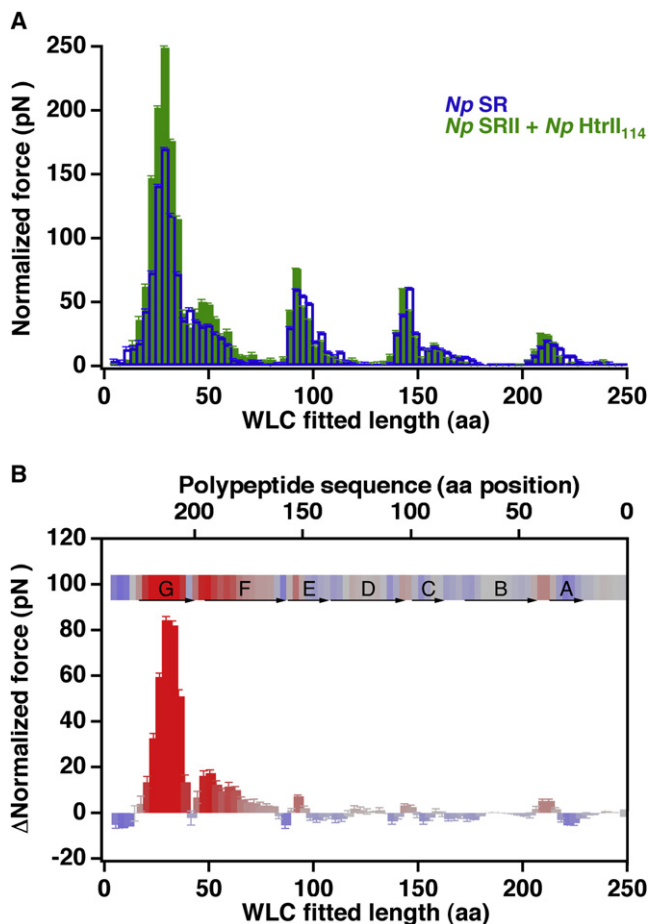 A
250
200
150
100
50
0
Normalized force (pN)
Np SR
Np SRII + Np HtrII114
0 50 100 150 200 250
WLC fitted length (aa)
B
Polypeptide sequence (aa position)
200 150 100 50 0
120
100
80
60
40
20
0
-20
ΔNormalized force (pN)
G F E D C B A
0 50 100 150 200 250
WLC fitted length (aa)